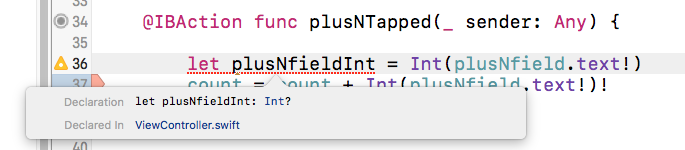 35
34 @IBAction func plusNTapped(_ sender: Any) {
36 let plusNfieldInt = Int(plusNfield.text!)
37 count = count + Int(plusNfield.text!)!
Declaration let plusNfieldInt: Int?
Declared In ViewController.swift
40